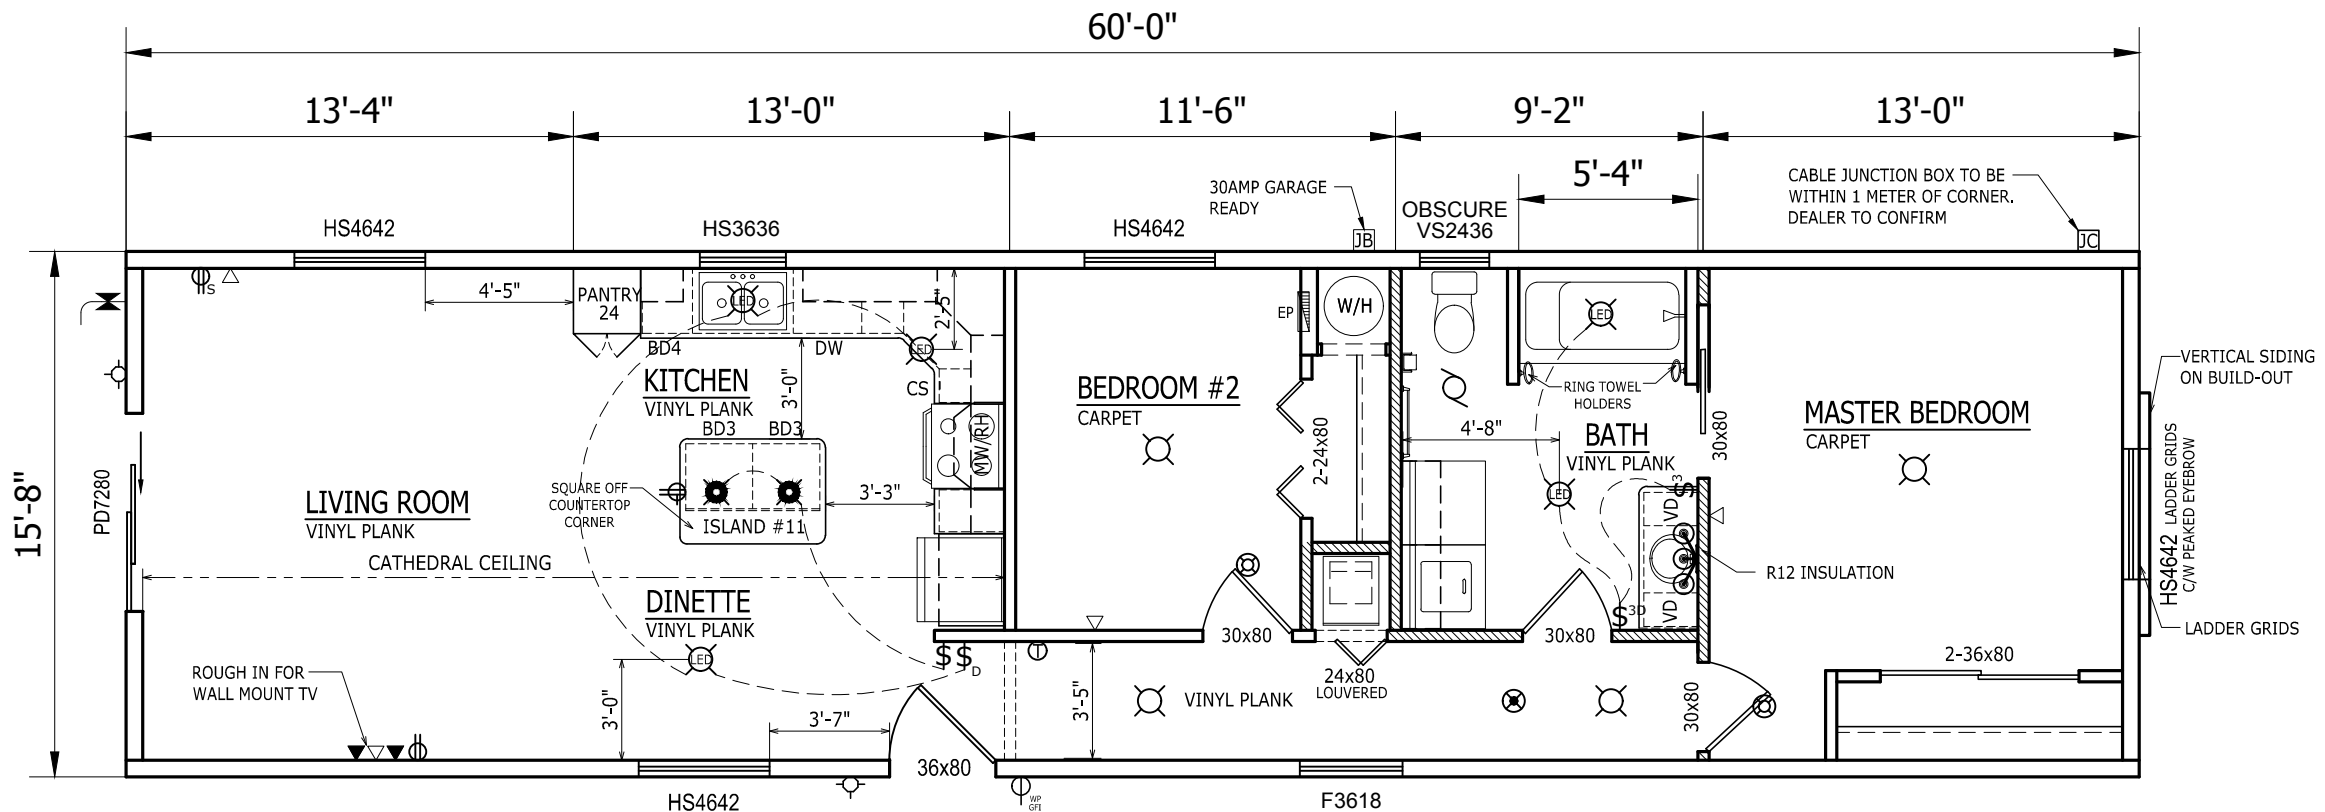 60'-0"
13'-4"
13'-0"
11'-6"
9'-2"
13'-0"
5'-4"
30AMP GARAGE
READY
CABLE JUNCTION BOX TO BE
WITHIN 1 METER OF CORNER.
DEALER TO CONFIRM
HS4642
HS3636
HS4642
OBSCURE
VS2436
JB
JC
S
4'-5"
PANTRY
24
LED
2'-5"
EP
W/H
LED
BD4
DW
LED
CS
KITCHEN
VINYL PLANK
3'-0"
BD3
BD3
MW/RH
BEDROOM #2
CARPET
2-24x80
RING TOWEL
HOLDERS
4'-8"
BATH
VINYL PLANK
30x80
MASTER BEDROOM
CARPET
VERTICAL SIDING
ON BUILD-OUT
15'-8"
PD7280
LIVING ROOM
VINYL PLANK
SQUARE OFF
COUNTERTOP
CORNER
3'-3"
ISLAND #11
LED
S3
VD
HS4642 LADDER GRIDS
C/W PEAKED EYEBROW
CATHEDRAL CEILING
R12 INSULATION
DINETTE
VINYL PLANK
VD
S3D
LADDER GRIDS
30x80
30x80
LED
$$
D
T
24x80
LOUVERED
2-36x80
ROUGH IN FOR
WALL MOUNT TV
3'-0"
3'-7"
3'-5"
VINYL PLANK
30x80
36x80
HS4642
WP
GFI
F3618